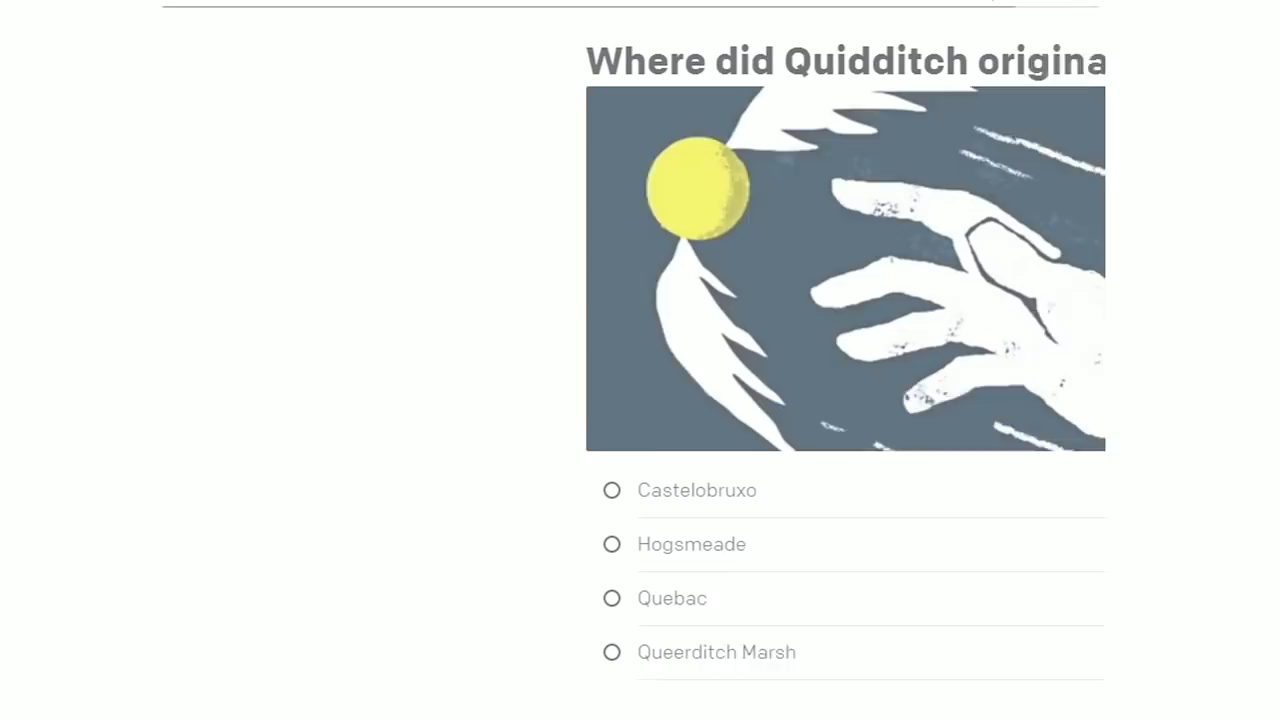 Where did Quidditch origina
Castelobruxo
Hogsmeade
Quebac
Queerditch Marsh